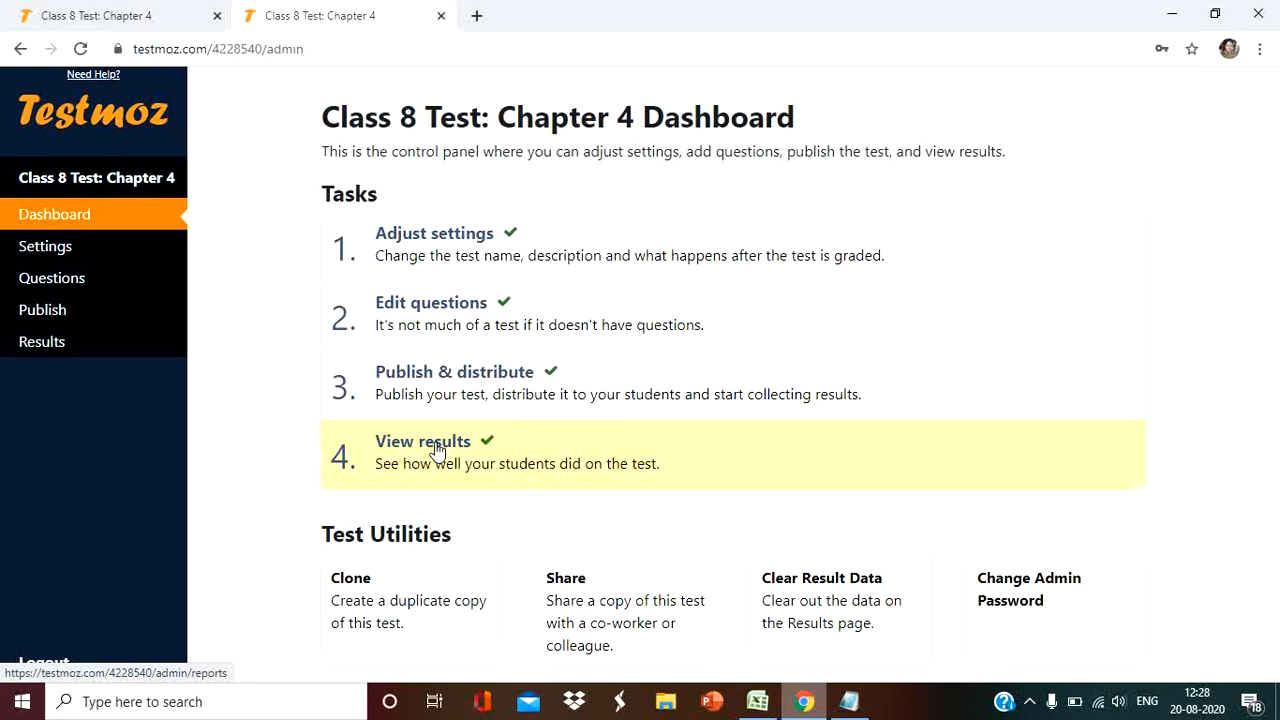 Class 8 Test: Chapter 4
Class 8 Test: Chapter 4
testmoz.com/4228540/admin
Need Help?
Testmoz
Class 8 Test: Chapter 4
Dashboard
Settings
Questions
Publish
Results
Logout
Class 8 Test: Chapter 4 Dashboard
This is the control panel where you can adjust settings, add questions, publish the test, and view results.
Tasks
1. Adjust settings
Change the test name, description and what happens after the test is graded.
2. Edit questions
It's not much of a test if it doesn't have questions.
3. Publish & distribute
Publish your test, distribute it to your students and start collecting results.
4. View results
See how well your students did on the test.
Test Utilities
Clone
Create a duplicate copy
of this test.
Share
Share a copy of this test
with a co-worker or
colleague.
Clear Result Data
Clear out the data on
the Results page.
Change Admin
Password
https://testmoz.com/4228540/admin/reports
Type here to search
ENG
12:28
20-08-2020
18